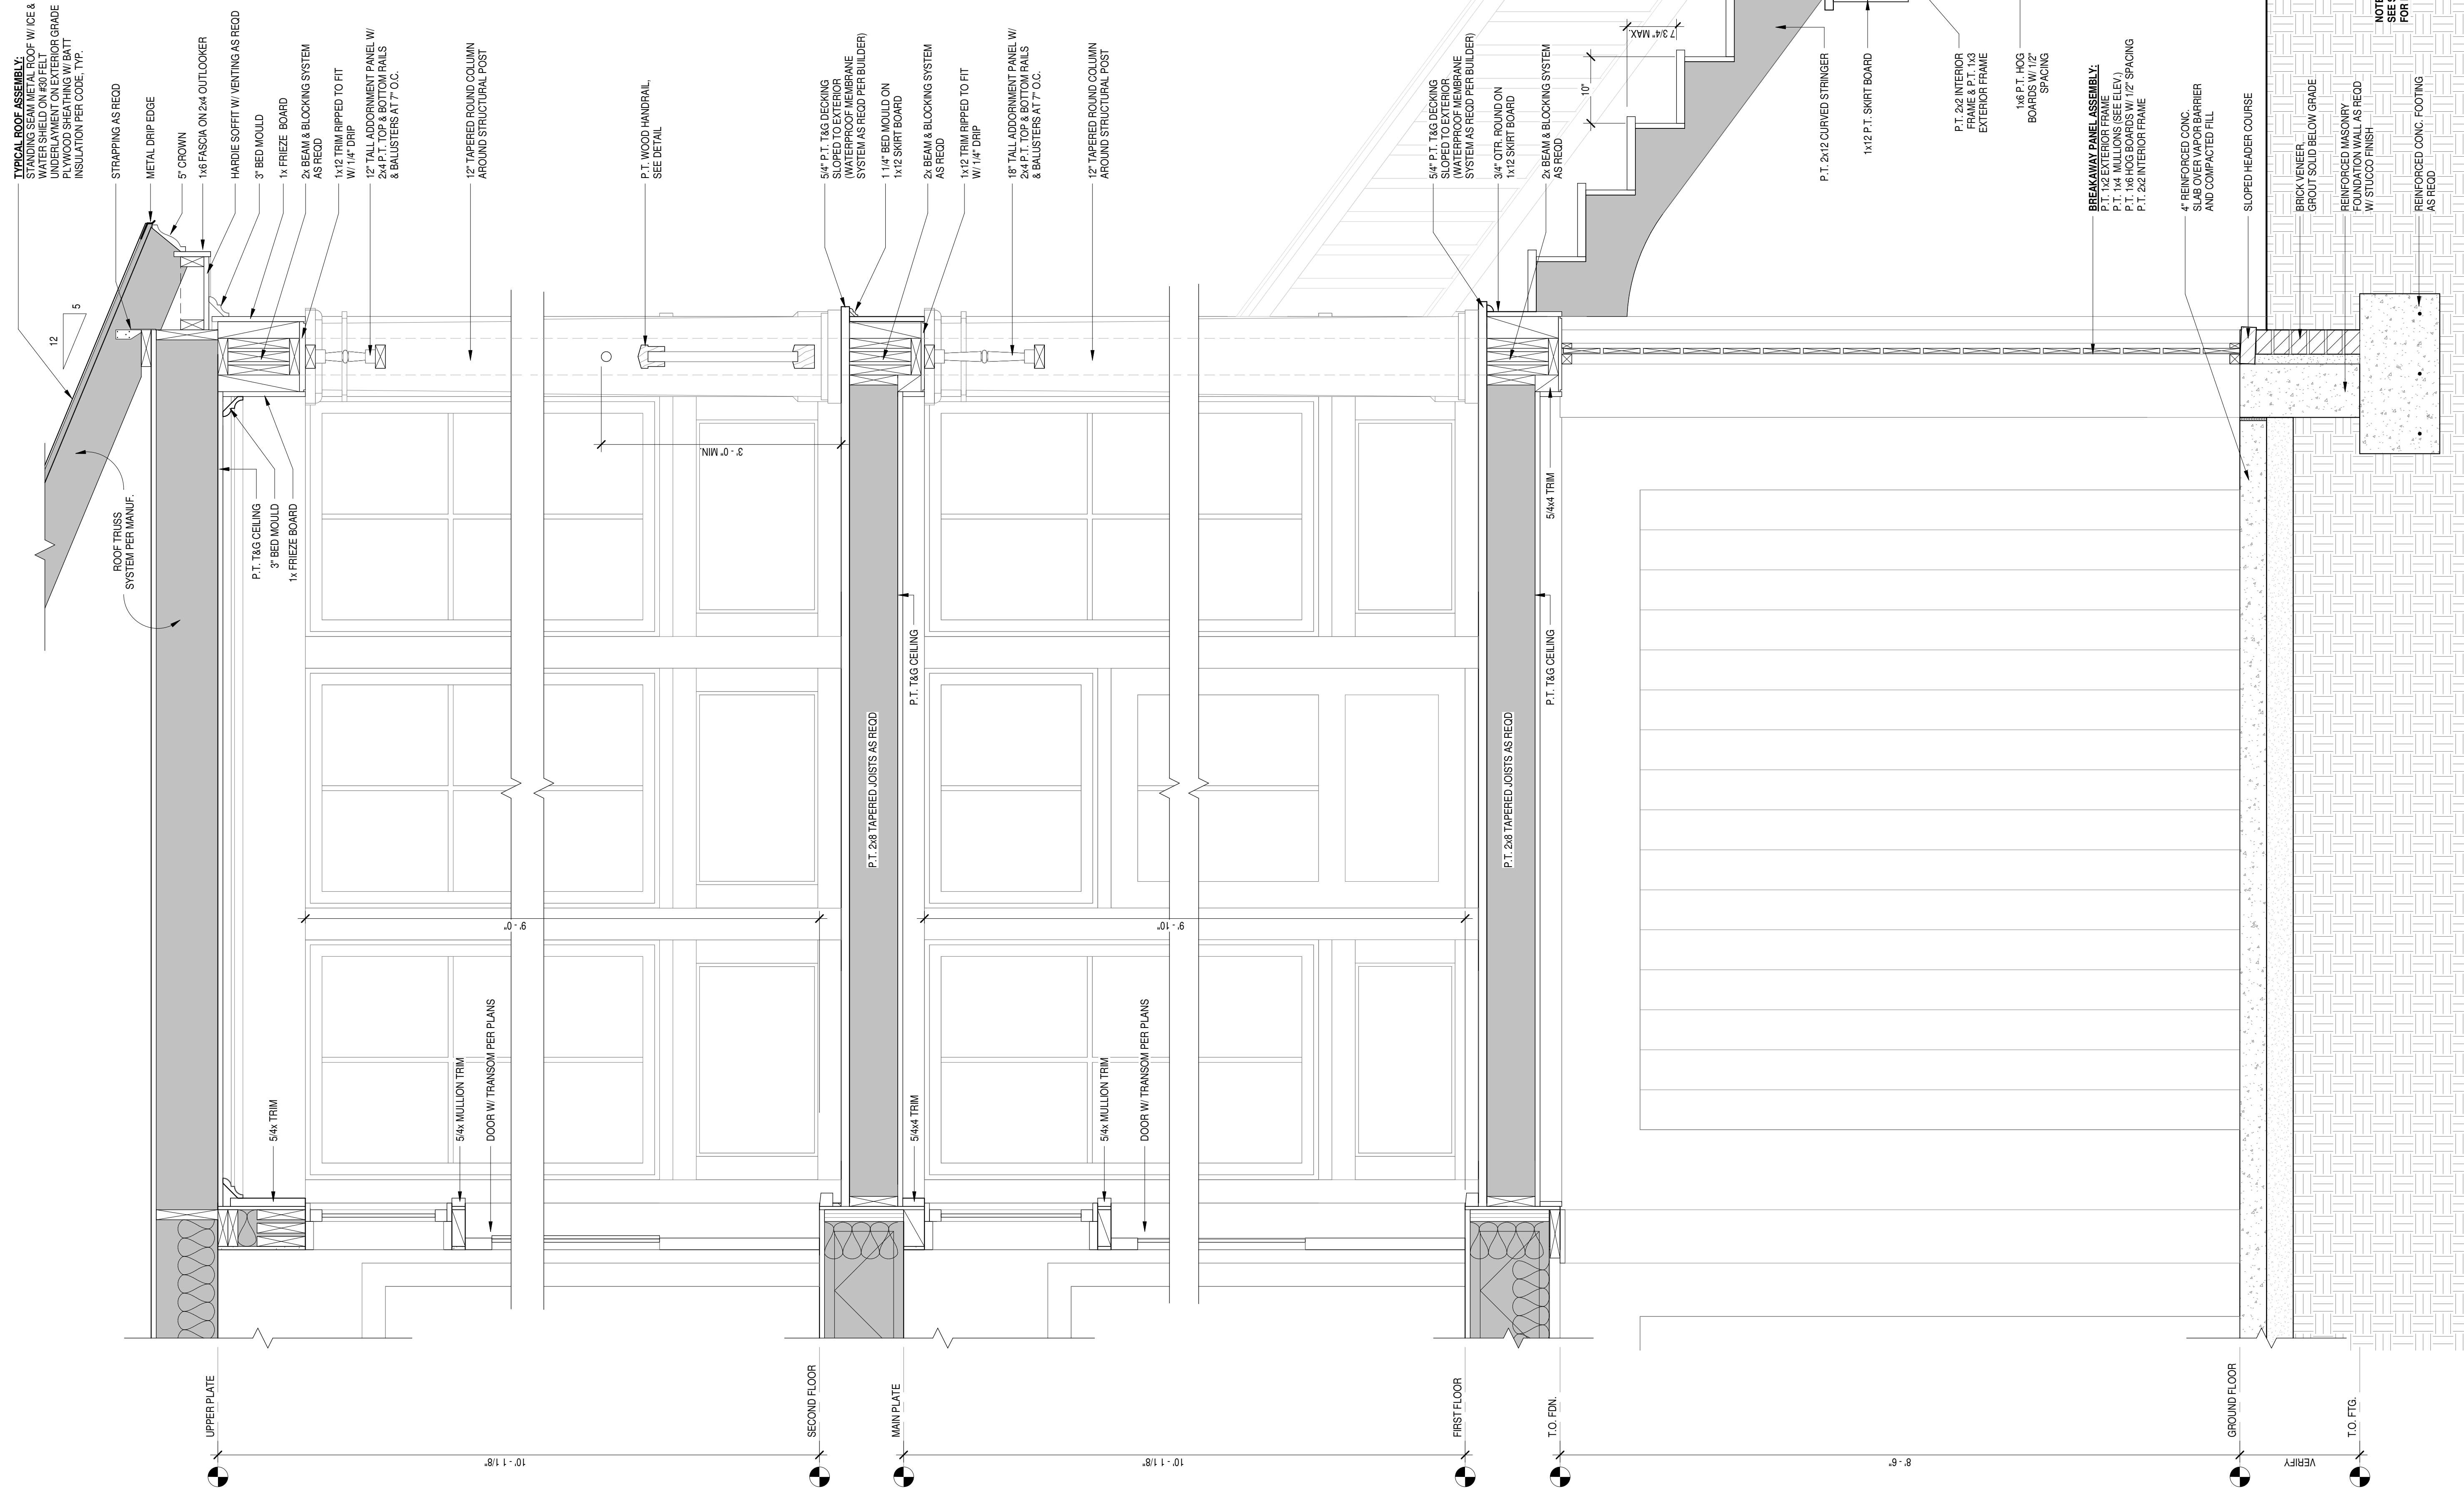 TYPICAL ROOF ASSEMBLY:
STANDING SEAM METAL ROOF W/ ICE &
WATER SHIELD ON #30 FELT
UNDERLAYMENT ON EXTERIOR GRADE
PLYWOOD SHEATHING W/ BATT
INSULATION PER CODE, TYP.
STRAPPING AS REQD
METAL DRIP EDGE
5" CROWN
1x6 FASCIA ON 2x4 OUTLOOKER
HARDIE SOFFIT W/ VENTING AS REQD
3" BED MOULD
1x FRIEZE BOARD
2x BEAM & BLOCKING SYSTEM
AS REQD
1x12 TRIM RIPPED TO FIT
W/ 1/4" DRIP
12" TALL ADDORNMENT PANEL W/
2x4 P.T. TOP & BOTTOM RAILS
& BALUSTERS AT 7" O.C.
12" TAPERED ROUND COLUMN
AROUND STRUCTURAL POST
P.T. WOOD HANDRAIL,
SEE DETAIL
5/4" P.T. T&G DECKING
SLOPED TO EXTERIOR
(WATERPROOF MEMBRANE
SYSTEM AS REQD PER BUILDER)
1 1/4" BED MOULD ON
1x12 SKIRT BOARD
2x BEAM & BLOCKING SYSTEM
AS REQD
1x12 TRIM RIPPED TO FIT
W/ 1/4" DRIP
18" TALL ADDORNMENT PANEL W/
2x4 P.T. TOP & BOTTOM RAILS
& BALUSTERS AT 7" O.C.
12" TAPERED ROUND COLUMN
AROUND STRUCTURAL POST
5/4" P.T. T&G DECKING
SLOPED TO EXTERIOR
(WATERPROOF MEMBRANE
SYSTEM AS REQD PER BUILDER)
3/4" QTR. ROUND ON
1x12 SKIRT BOARD
2x BEAM & BLOCKING SYSTEM
AS REQD
10"
7 3/4" MAX.
P.T. 2x12 CURVED STRINGER
1x12 P.T. SKIRT BOARD
P.T. 2x2 INTERIOR
FRAME & P.T. 1x3
EXTERIOR FRAME
1x6 P.T. HOG
BOARDS W/ 1/2"
SPACING
BREAKAWAY PANEL ASSEMBLY:
P.T. 1x2 EXTERIOR FRAME
P.T. 1x4 MULLIONS (SEE ELEV.)
P.T. 1x6 HOG BOARDS W/ 1/2" SPACING
P.T. 2x2 INTERIOR FRAME
4" REINFORCED CONC.
SLAB OVER VAPOR BARRIER
AND COMPACTED FILL
SLOPED HEADER COURSE
BRICK VENEER,
GROUT SOLID BELOW GRADE
REINFORCED MASONRY
FOUNDATION WALL AS REQD
W/ STUCCO FINISH
REINFORCED CONC. FOOTING
AS REQD
NOTE
SEE S
FOR
12
5
ROOF TRUSS
SYSTEM PER MANUF.
P.T. T&G CEILING
3" BED MOULD
1x FRIEZE BOARD
3' - 0" MIN.
P.T. T&G CEILING
P.T. 2x8 TAPERED JOISTS AS REQD
5/4x4 TRIM
P.T. T&G CEILING
P.T. 2x8 TAPERED JOISTS AS REQD
9' - 0"
9' - 10"
5/4x TRIM
5/4x MULLION TRIM
DOOR W/ TRANSOM PER PLANS
5/4x4 TRIM
5/4x MULLION TRIM
DOOR W/ TRANSOM PER PLANS
UPPER PLATE
SECOND FLOOR
MAIN PLATE
FIRST FLOOR
T.O. FDN.
GROUND FLOOR
T.O. FTG.
10' - 1 1/8"
10' - 1 1/8"
8' - 6"
VERIFY